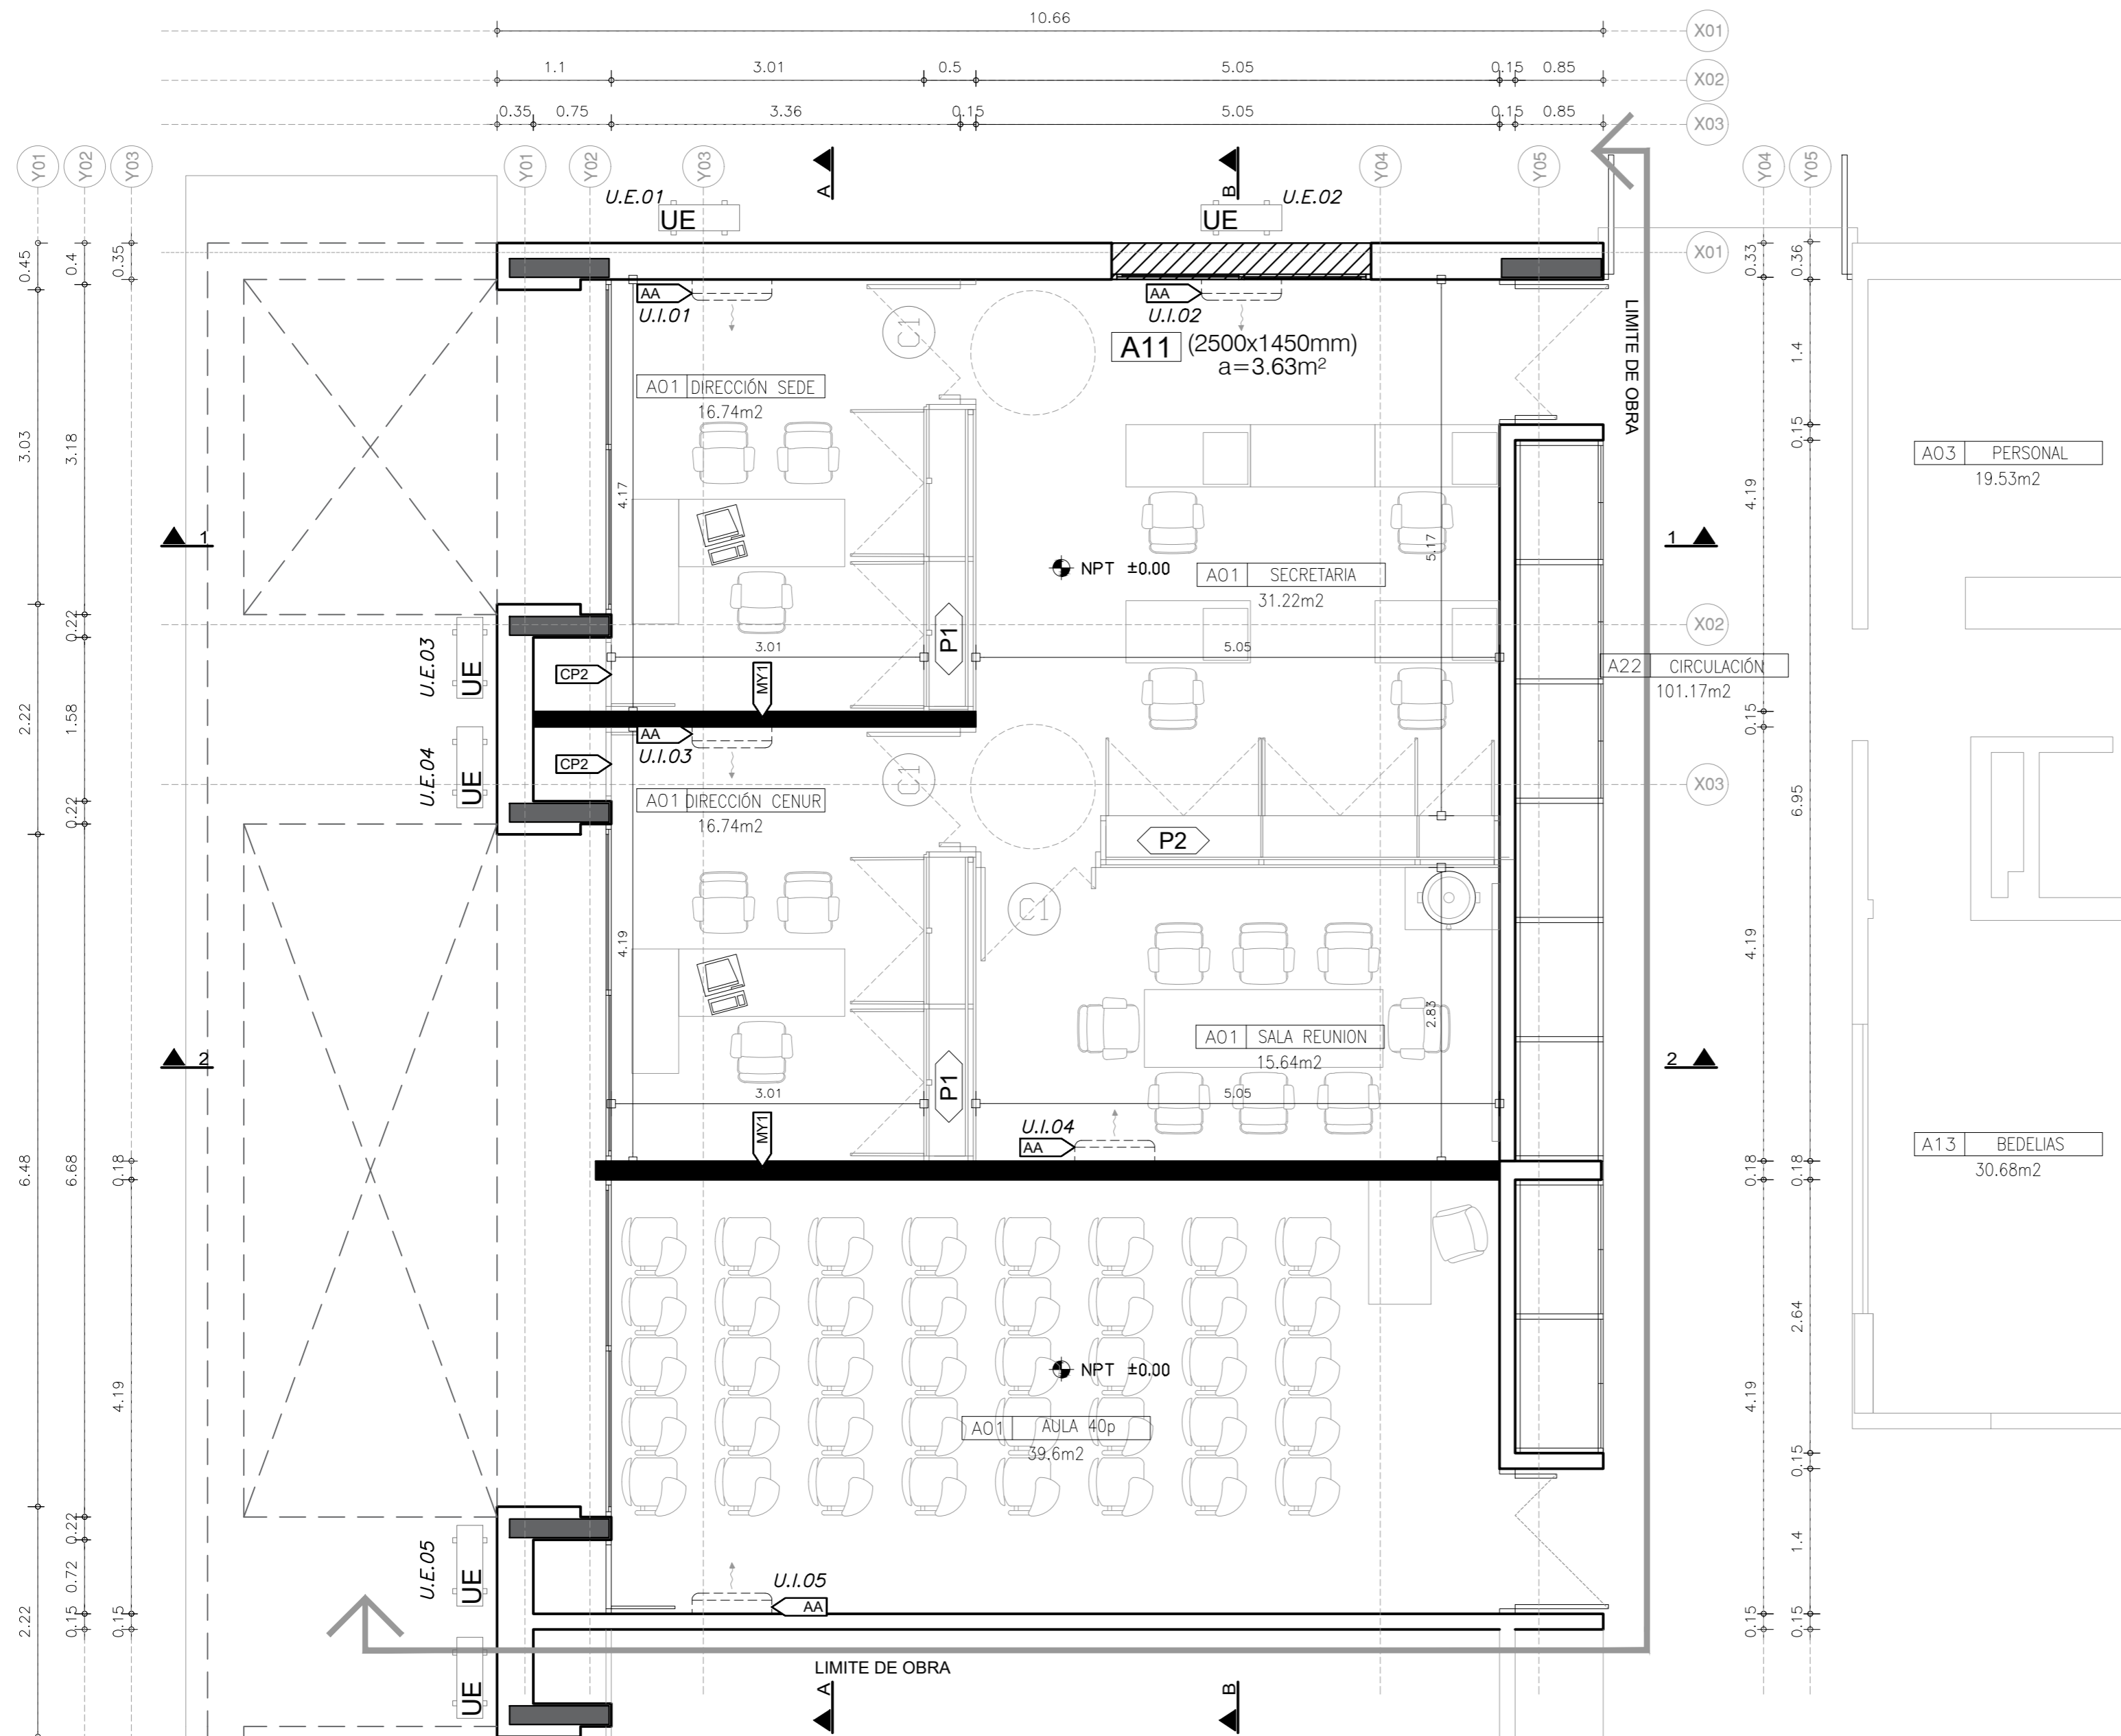 10.66
X01
1.1 3.01 0.5 5.05 0.15 0.85
X02
0.35 0.75 3.36 0.15 5.05 0.15 0.85
X03
Y01 Y02 Y03 Y01 Y02 Y03 A B Y04 Y05 Y04 Y05
U.E.01 UE
UE U.E.02
X01
0.45 0.4 0.35
0.33 0.36
AA
U.I.01
AA
U.I.02
C1
A11 (2500x1450mm)
a=3.63m²
LIMITE DE OBRA
A01 DIRECCIÓN SEDE
16.74m2
3.03 3.18
4.17
1.4
0.15
4.19
A03 PERSONAL
19.53m2
1 1
5.17
NPT ±0.00
A01 SECRETARIA
31.22m2
0.22
X02
U.E.03 UE
P1
3.01 5.05
CP2
MY1
A22 CIRCULACIÓN
101.17m2
2.22 1.58
0.15
AA
U.I.03
U.E.04 UE
CP2
C1
X03
A01 DIRECCIÓN CENUR
16.74m2
0.22
6.95
P2
C1
4.19
4.19
2.83
A01 SALA REUNION
15.64m2
2 2
P1
3.01 5.05
MY1
U.I.04
AA
A13 BEDELIAS
30.68m2
6.48 6.68 0.18
0.18 0.18
2.64
NPT ±0.00
4.19
4.19
A01 AULA 40p
39.6m2
0.15
0.22
U.E.05 UE
1.4
0.72
U.I.05
AA
2.22 0.15 0.15
0.15 0.15
UE
LIMITE DE OBRA
A B